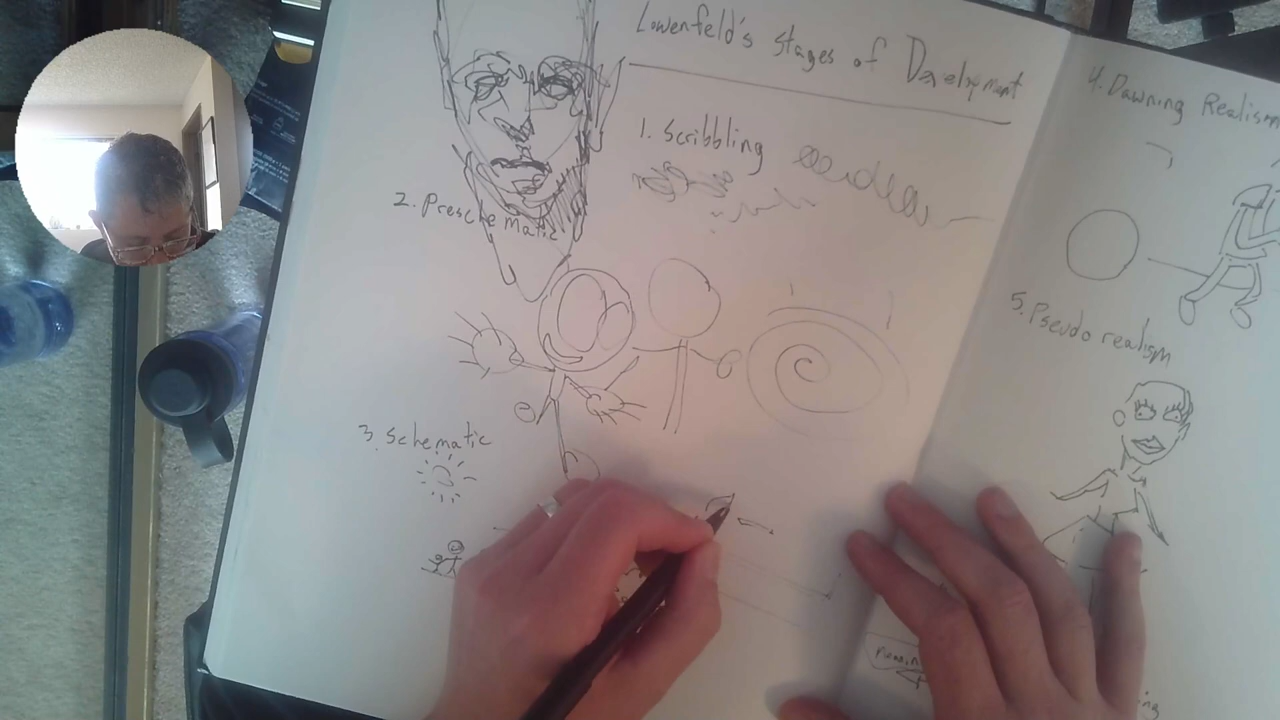 Lowenfeld's Stages of Development
1. Scribbling
2. Preschematic
3. Schematic
4. Dawning Realism
5. Pseudo realism